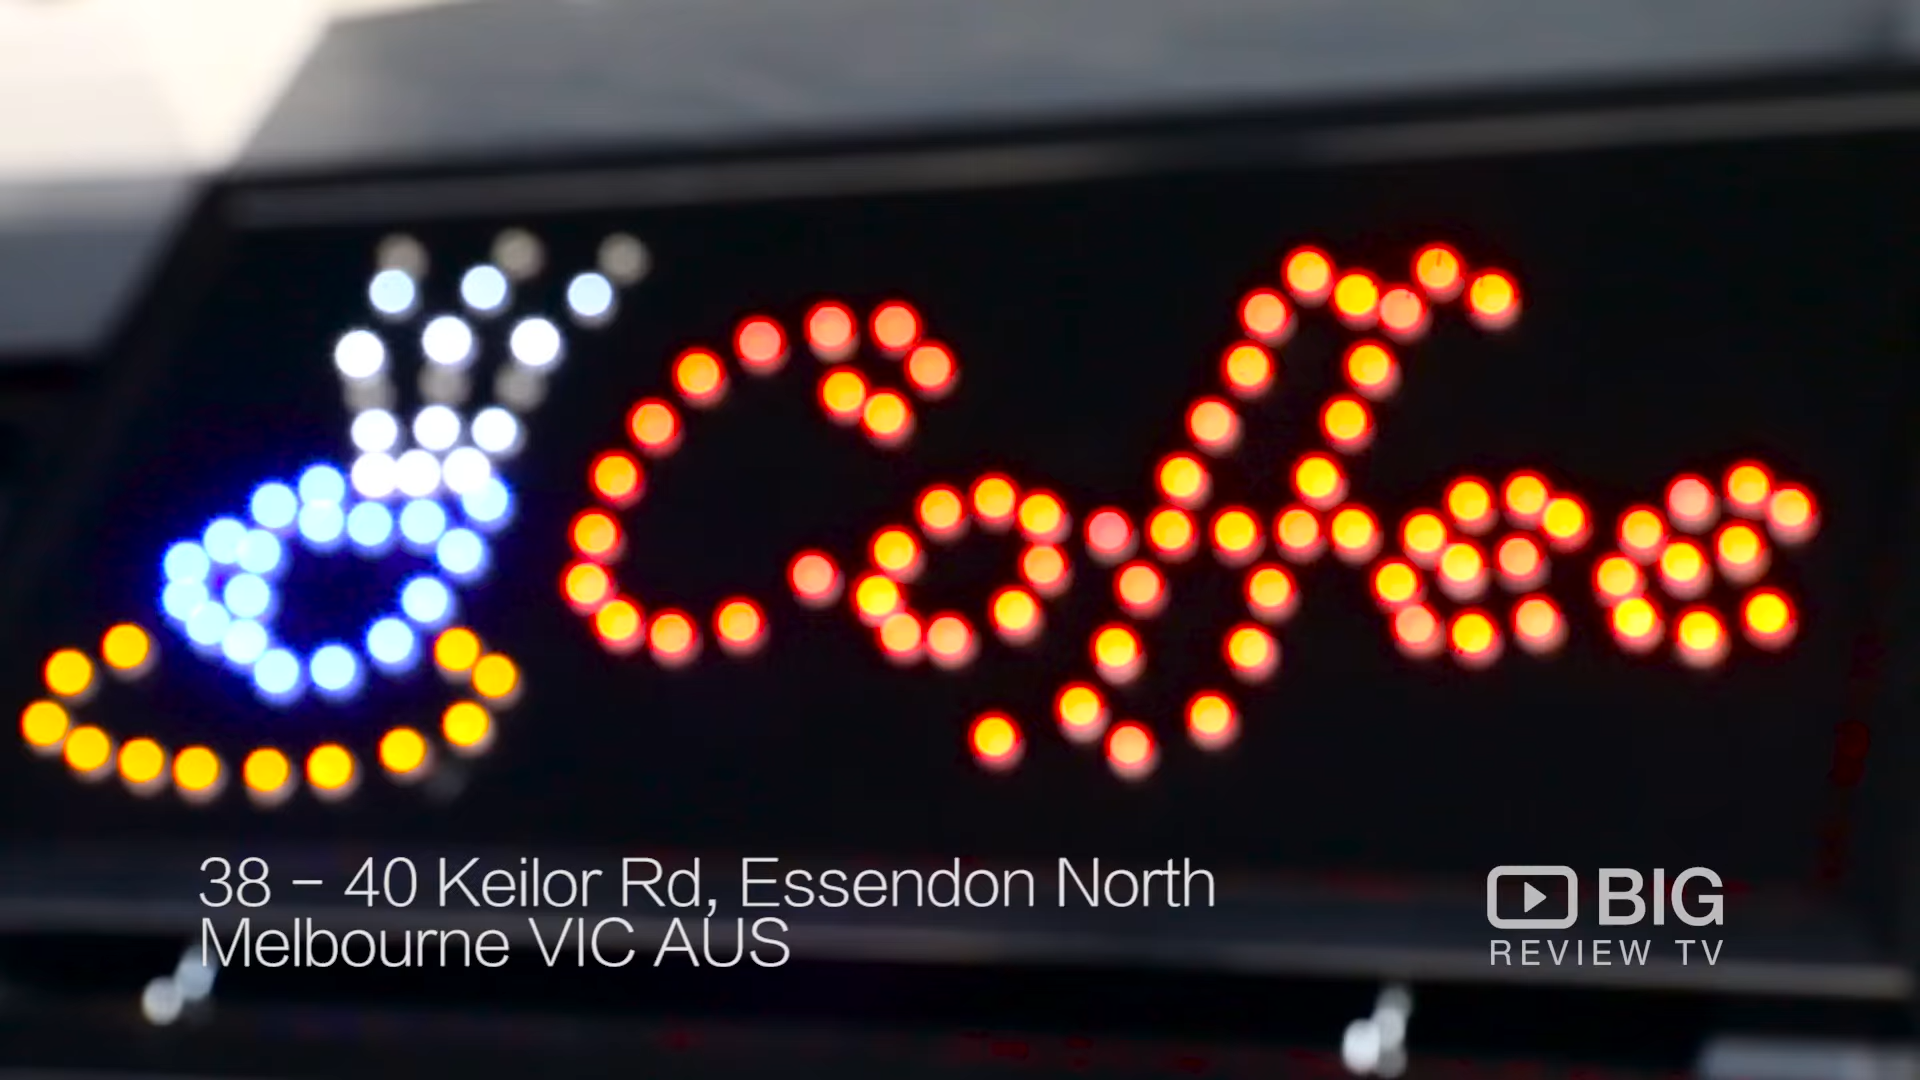 Coffee
38 – 40 Keilor Rd, Essendon North
Melbourne VIC AUS
BIG
REVIEW TV